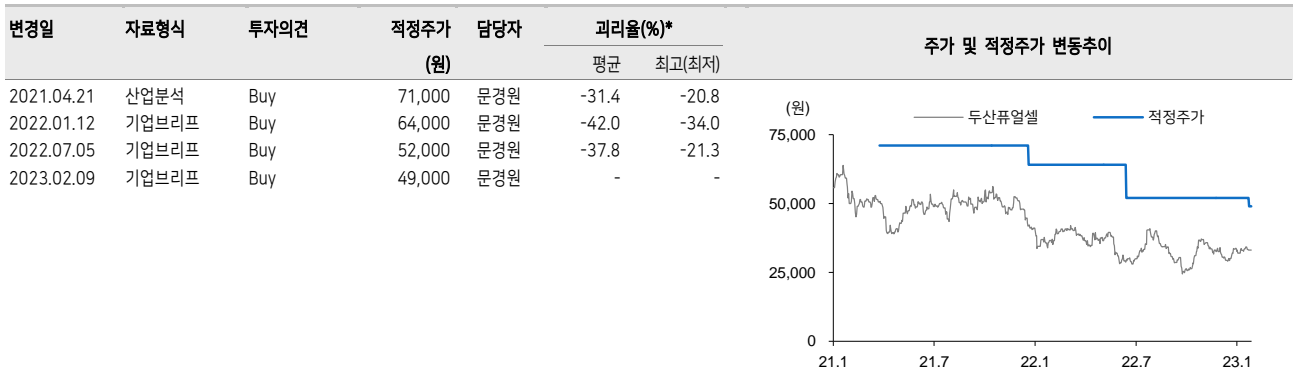 변경일 자료형식 투자의견 적정주가 담당자 괴리율(%)*
(원) 평균 최고(최저)
2021.04.21 산업분석 Buy 71,000 문경원 -31.4 -20.8
2022.01.12 기업브리프 Buy 64,000 문경원 -42.0 -34.0
2022.07.05 기업브리프 Buy 52,000 문경원 -37.8 -21.3
2023.02.09 기업브리프 Buy 49,000 문경원 - -
주가 및 적정주가 변동추이
(원)
두산퓨얼셀 적정주가
75,000
50,000
25,000
0
21.1 21.7 22.1 22.7 23.1